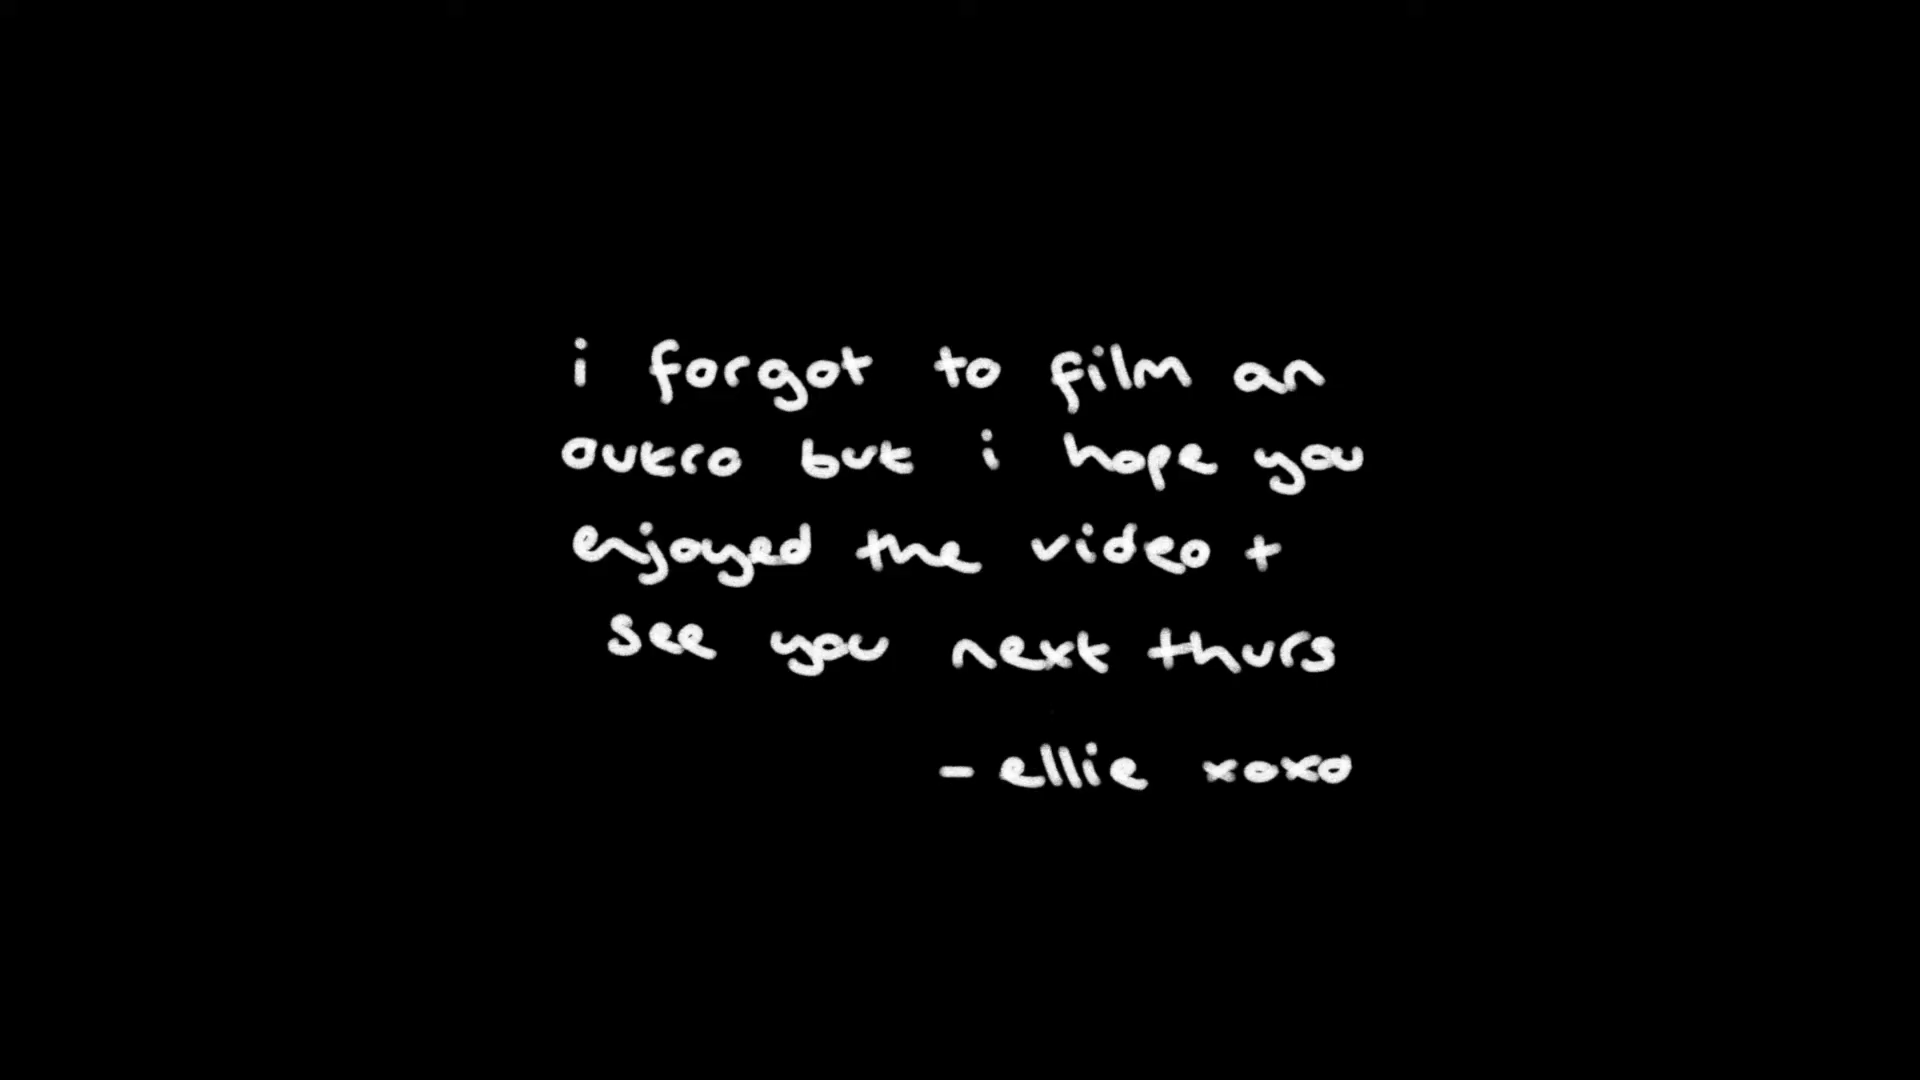 i forgot to film an
outro but i hope you
enjoyed the video +
see you next thurs
- ellie xoxo